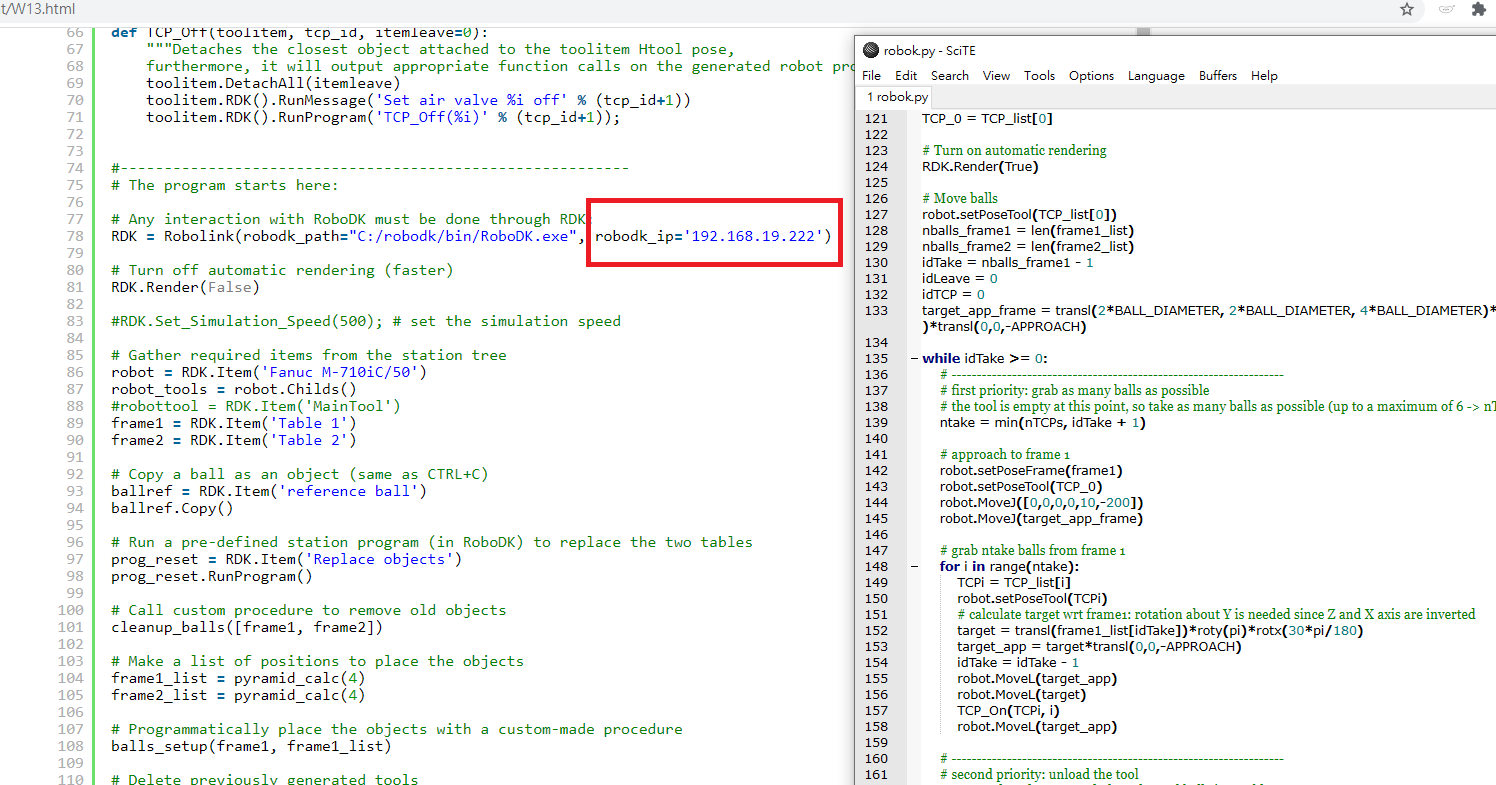 t/W13.html
66 def TCP_Off(toolitem, tcp_id, itemleave=0):
67 """Detaches the closest object attached to the toolitem Htool pose,
68 furthermore, it will output appropriate function calls on the generated robot pro
69 toolitem.DetachAll(itemleave)
70 toolitem.RDK().RunMessage('Set air valve %i off' % (tcp_id+1))
71 toolitem.RDK().RunProgram('TCP_Off(%i)' % (tcp_id+1));
72
73
74 #----------------------------------------------------------
75 # The program starts here:
76
77 # Any interaction with RoboDK must be done through RDK:
78 RDK = Robolink(robodk_path="C:/robodk/bin/RoboDK.exe", robodk_ip='192.168.19.222')
79
80 # Turn off automatic rendering (faster)
81 RDK.Render(False)
82
83 #RDK.Set_Simulation_Speed(500); # set the simulation speed
84
85 # Gather required items from the station tree
86 robot = RDK.Item('Fanuc M-710iC/50')
87 robot_tools = robot.Childs()
88 #robottool = RDK.Item('MainTool')
89 frame1 = RDK.Item('Table 1')
90 frame2 = RDK.Item('Table 2')
91
92 # Copy a ball as an object (same as CTRL+C)
93 ballref = RDK.Item('reference ball')
94 ballref.Copy()
95
96 # Run a pre-defined station program (in RoboDK) to replace the two tables
97 prog_reset = RDK.Item('Replace objects')
98 prog_reset.RunProgram()
99
100 # Call custom procedure to remove old objects
101 cleanup_balls([frame1, frame2])
102
103 # Make a list of positions to place the objects
104 frame1_list = pyramid_calc(4)
105 frame2_list = pyramid_calc(4)
106
107 # Programmatically place the objects with a custom-made procedure
108 balls_setup(frame1, frame1_list)
109
110 # Delete previously generated tools
robok.py - SciTE
File Edit Search View Tools Options Language Buffers Help
1 robok.py
121 TCP_0 = TCP_list[0]
122
123 # Turn on automatic rendering
124 RDK.Render(True)
125
126 # Move balls
127 robot.setPoseTool(TCP_list[0])
128 nballs_frame1 = len(frame1_list)
129 nballs_frame2 = len(frame2_list)
130 idTake = nballs_frame1 - 1
131 idLeave = 0
132 idTCP = 0
133 target_app_frame = transl(2*BALL_DIAMETER, 2*BALL_DIAMETER, 4*BALL_DIAMETER)*
)*transl(0,0,-APPROACH)
134
135 while idTake >= 0:
136 # ------------------------------------------------------------------
137 # first priority: grab as many balls as possible
138 # the tool is empty at this point, so take as many balls as possible (up to a maximum of 6 -> nT
139 ntake = min(nTCPs, idTake + 1)
140
141 # approach to frame 1
142 robot.setPoseFrame(frame1)
143 robot.setPoseTool(TCP_0)
144 robot.MoveJ([0,0,0,0,10,-200])
145 robot.MoveJ(target_app_frame)
146
147 # grab ntake balls from frame 1
148 for i in range(ntake):
149 TCPi = TCP_list[i]
150 robot.setPoseTool(TCPi)
151 # calculate target wrt frame1: rotation about Y is needed since Z and X axis are inverted
152 target = transl(frame1_list[idTake])*roty(pi)*rotx(30*pi/180)
153 target_app = target*transl(0,0,-APPROACH)
154 idTake = idTake - 1
155 robot.MoveL(target_app)
156 robot.MoveL(target)
157 TCP_On(TCPi, i)
158 robot.MoveL(target_app)
159
160 # ------------------------------------------------------------------
161 # second priority: unload the tool